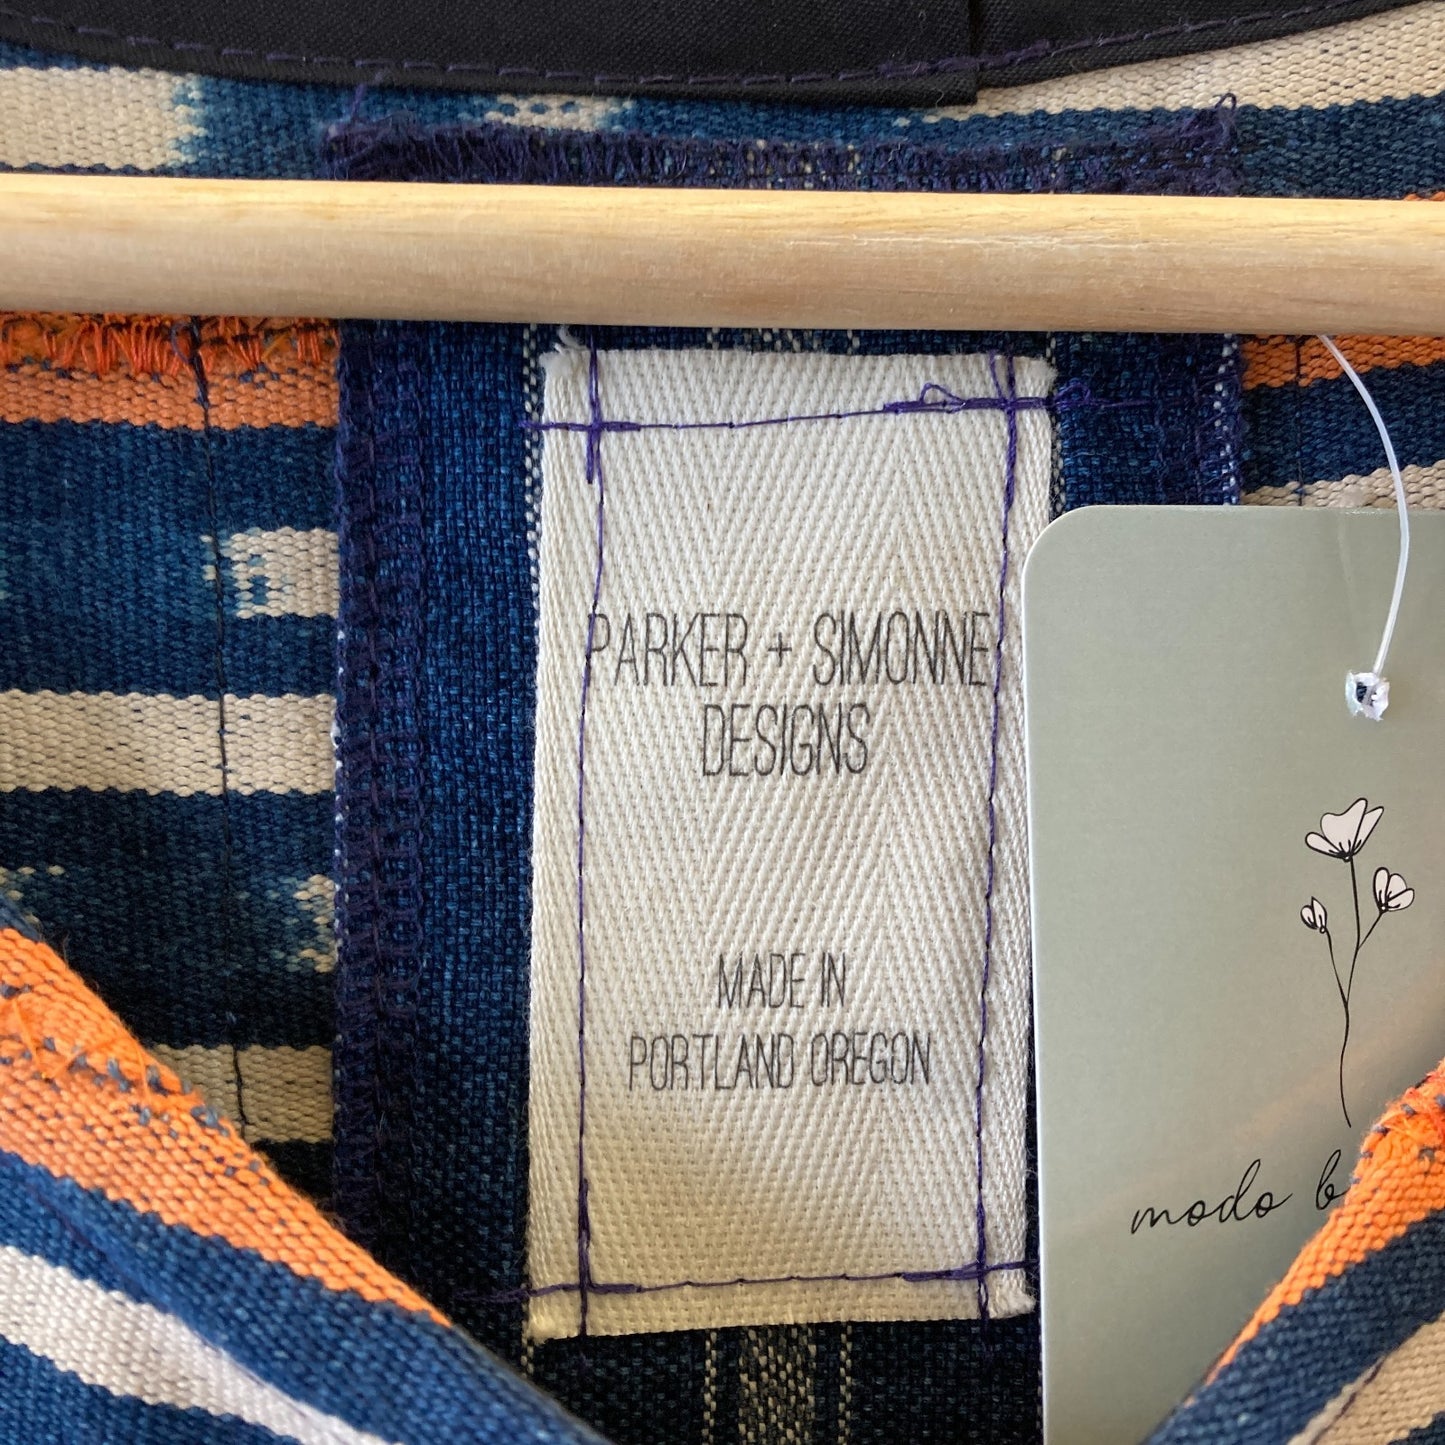 PARKER + SIMONNE
DESIGNS
MADE IN
PORTLAND OREGON
modo